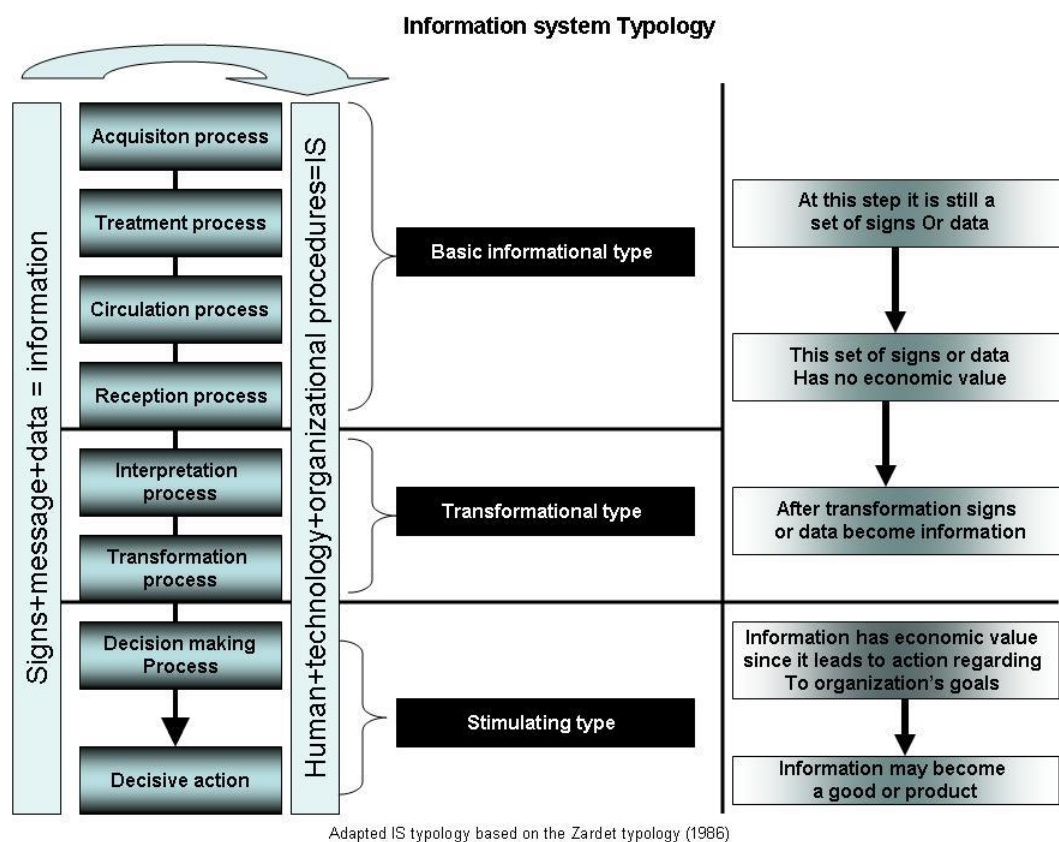 Information system Typology
Signs+message+data = information
Acquisiton process
Treatment process
Circulation process
Reception process
Interpretation
process
Transformation
process
Decision making
Process
Decisive action
Human+technology+organizational procedures=IS
Basic informational type
Transformational type
Stimulating type
At this step it is still a
set of signs Or data
This set of signs or data
Has no economic value
After transformation signs
or data become information
Information has economic value
since it leads to action regarding
To organization's goals
Information may become
a good or product
Adapted IS typology based on the Zardet typology (1986)